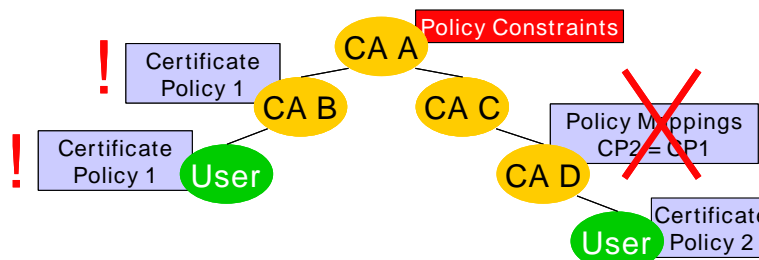 Policy Constraints
CA A
!
Certificate
Policy 1
CA B
CA C
!
Certificate
Policy 1
User
Policy Mappings
CP2 = CP1
CA D
User
Certificate
Policy 2